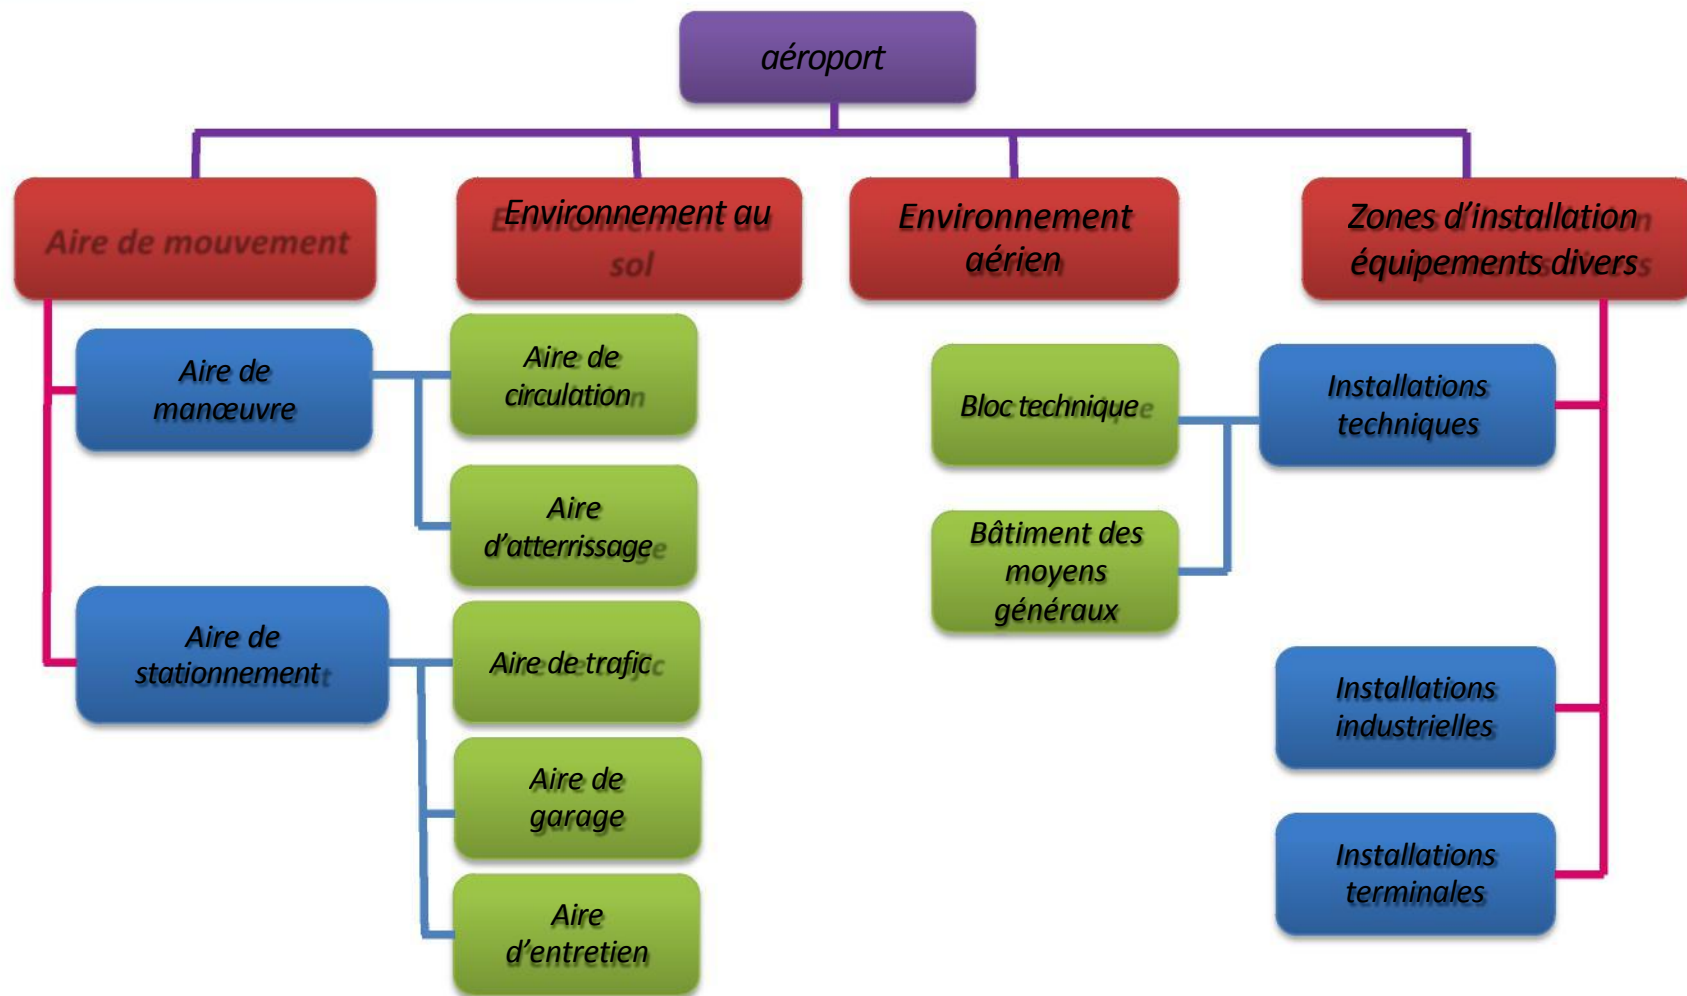 aéroport
Aire de mouvement
Environnement au
sol
Environnement
aérien
Zones d’installation
équipements divers
Aire de
manœuvre
Aire de
circulation
Aire
d’atterrissage
Aire de
stationnement
Aire de trafic
Aire de
garage
Aire
d’entretien
Bloc technique
Bâtiment des
moyens
généraux
Installations
techniques
Installations
industrielles
Installations
terminales